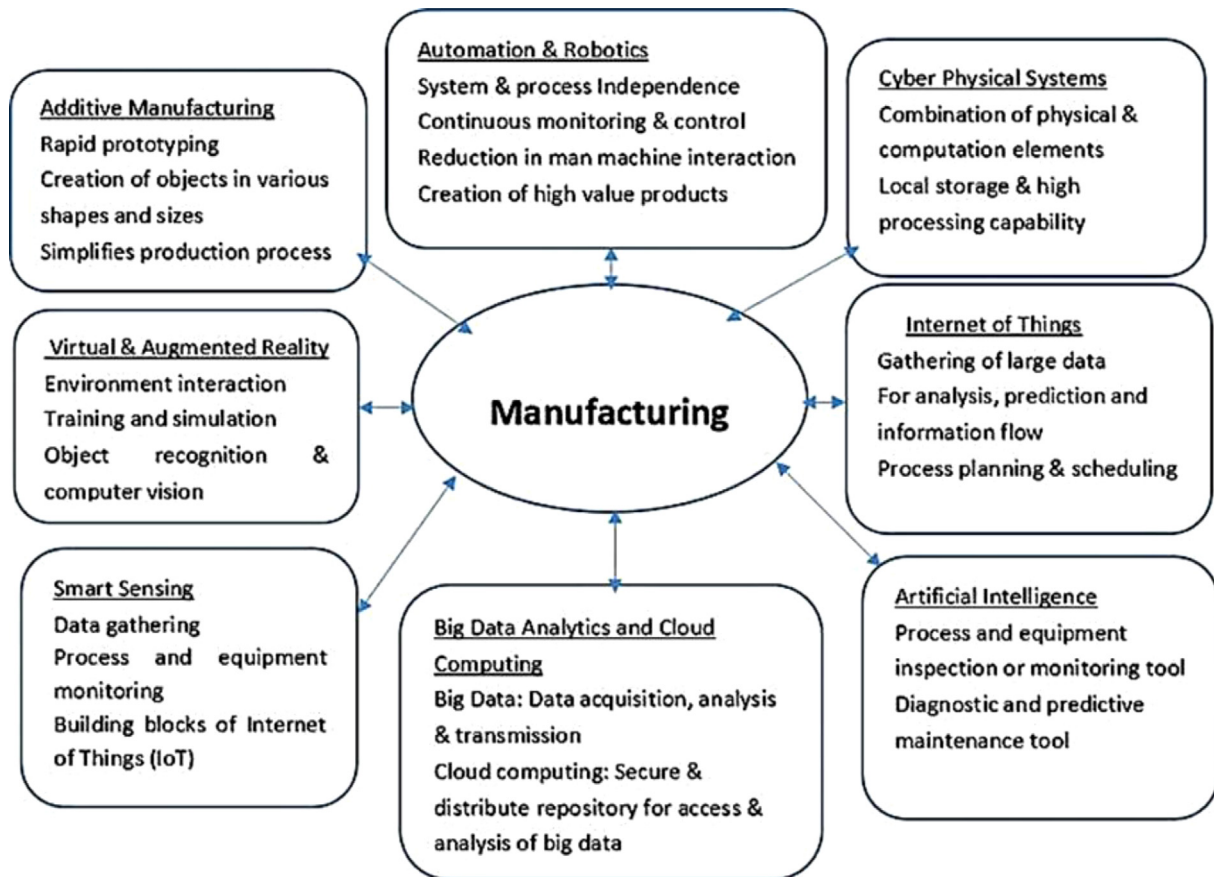 Automation & Robotics
System & process Independence
Continuous monitoring & control
Reduction in man machine interaction
Creation of high value products
Cyber Physical Systems
Combination of physical &
computation elements
Local storage & high
processing capability
Additive Manufacturing
Rapid prototyping
Creation of objects in various
shapes and sizes
Simplifies production process
Virtual & Augmented Reality
Environment interaction
Training and simulation
Object recognition &
computer vision
Manufacturing
Internet of Things
Gathering of large data
For analysis, prediction and
information flow
Process planning & scheduling
Smart Sensing
Data gathering
Process and equipment
monitoring
Building blocks of Internet
of Things (IoT)
Big Data Analytics and Cloud
Computing
Big Data: Data acquisition, analysis
& transmission
Cloud computing: Secure &
distribute repository for access &
analysis of big data
Artificial Intelligence
Process and equipment
inspection or monitoring tool
Diagnostic and predictive
maintenance tool